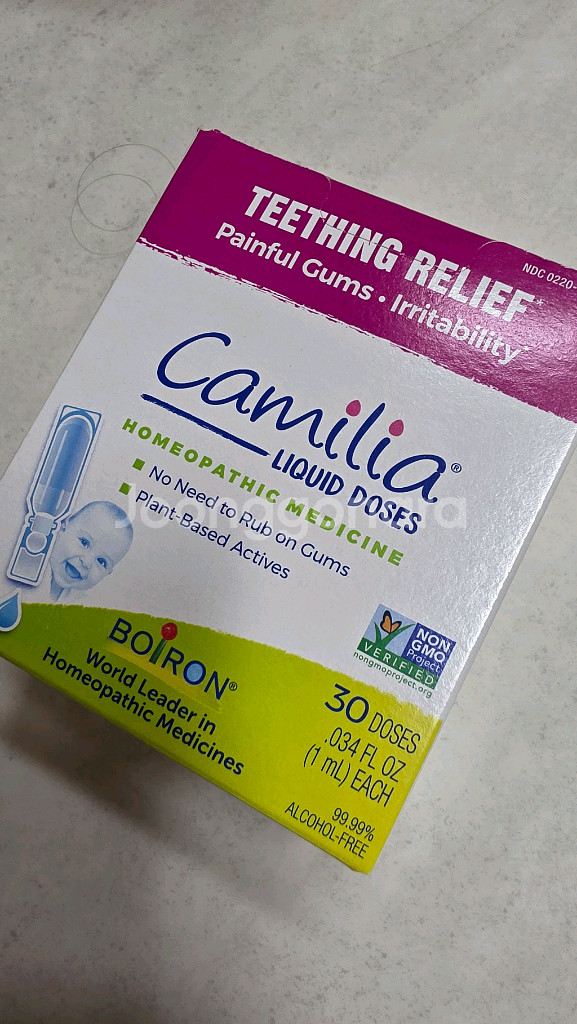 NDC 0220-
TEETHING RELIEF*
Painful Gums • Irritability*
Camilia®
LIQUID DOSES
HOMEOPATHIC MEDICINE
■ No Need to Rub on Gums
■ Plant-Based Actives
Joonggonara
BOIRON®
World Leader in
Homeopathic Medicines
NON
GMO
Project
VERIFIED
nongmoproject.org
30 DOSES
.034 FL OZ
(1 mL) EACH
99.99%
ALCOHOL-FREE